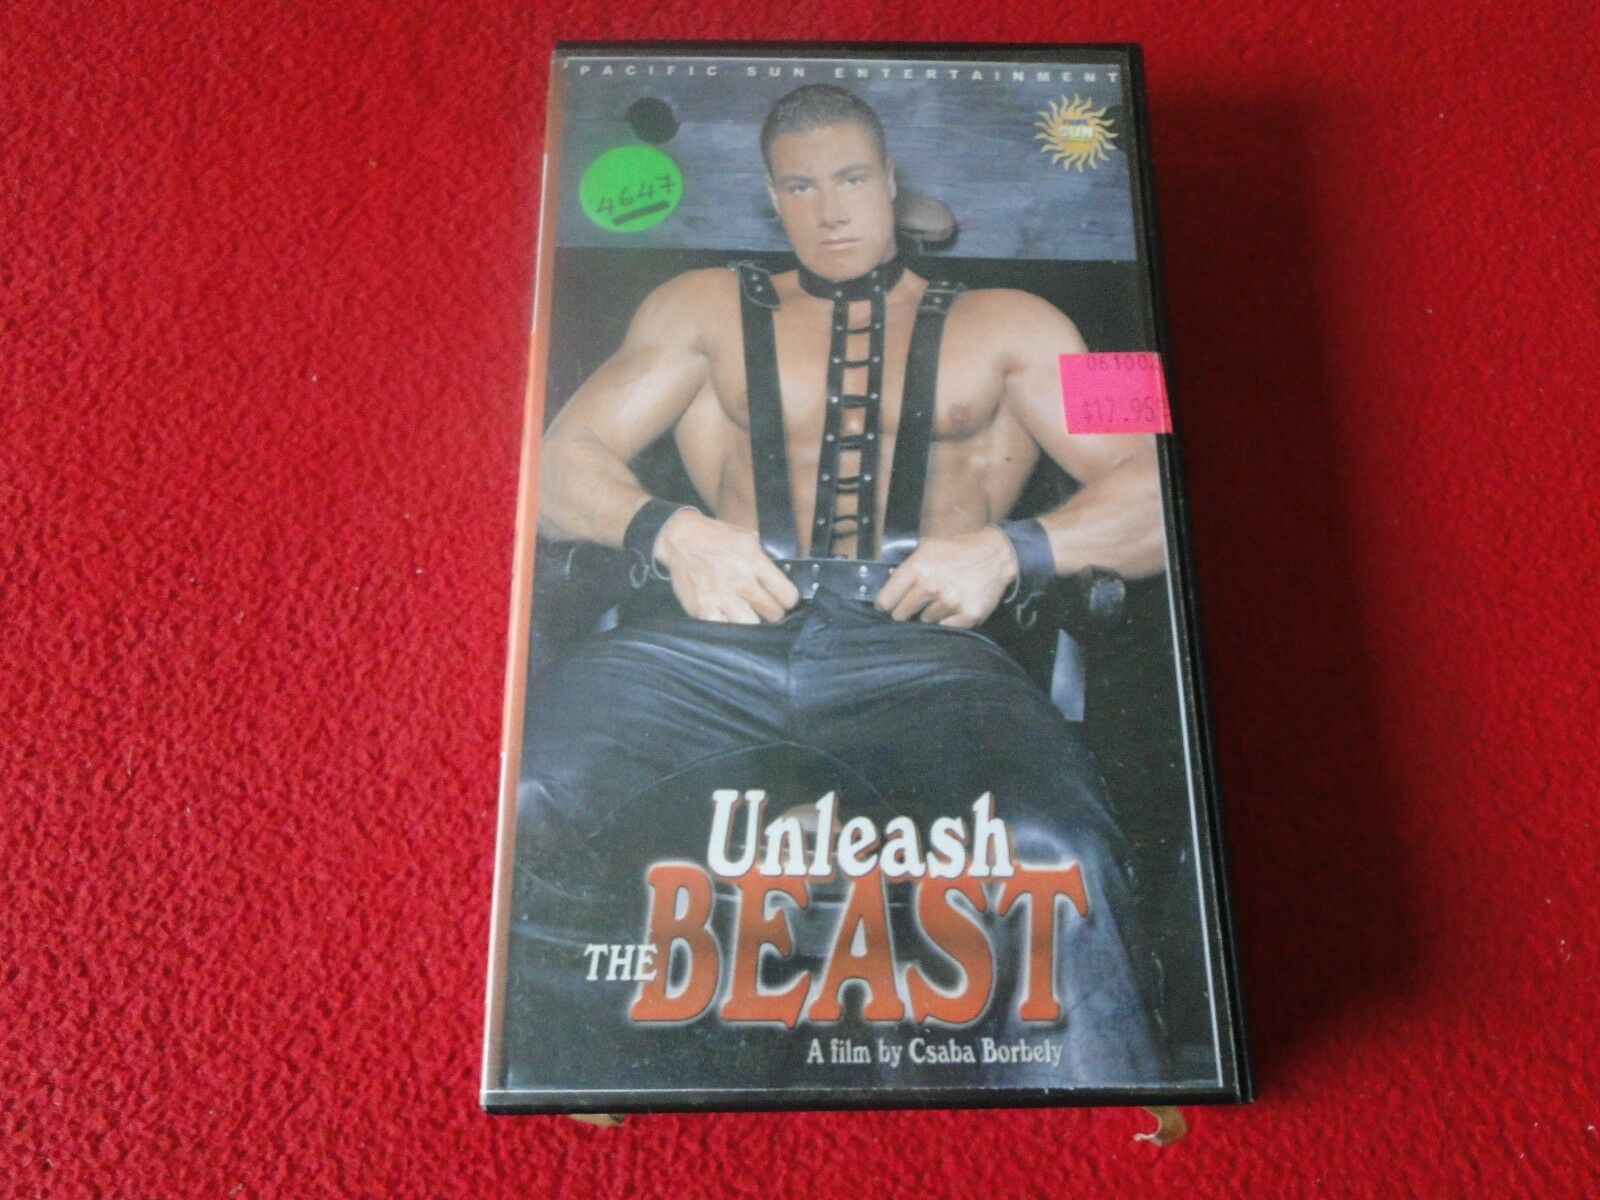 PACIFIC SUN ENTERTAINMENT
SUN
4647
$17.95
Unleash
THE BEAST
A film by Csaba Borbely